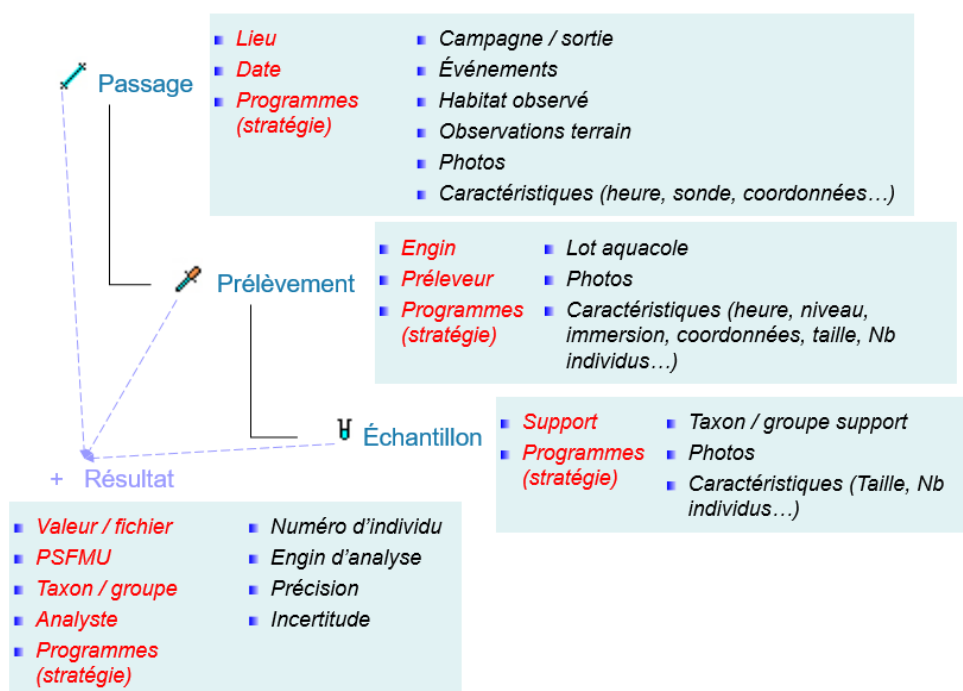 Passage
Lieu
Date
Programmes
(stratégie)
Campagne / sortie
Événements
Habitat observé
Observations terrain
Photos
Caractéristiques (heure, sonde, coordonnées…)
Prélèvement
Engin
Préleveur
Programmes
(stratégie)
Lot aquacole
Photos
Caractéristiques (heure, niveau,
immersion, coordonnées, taille, Nb
individus…)
Échantillon
Support
Programmes
(stratégie)
Taxon / groupe support
Photos
Caractéristiques (Taille, Nb
individus…)
+ Résultat
Valeur / fichier
PSFMU
Taxon / groupe
Analyste
Programmes
(stratégie)
Numéro d’individu
Engin d’analyse
Précision
Incertitude